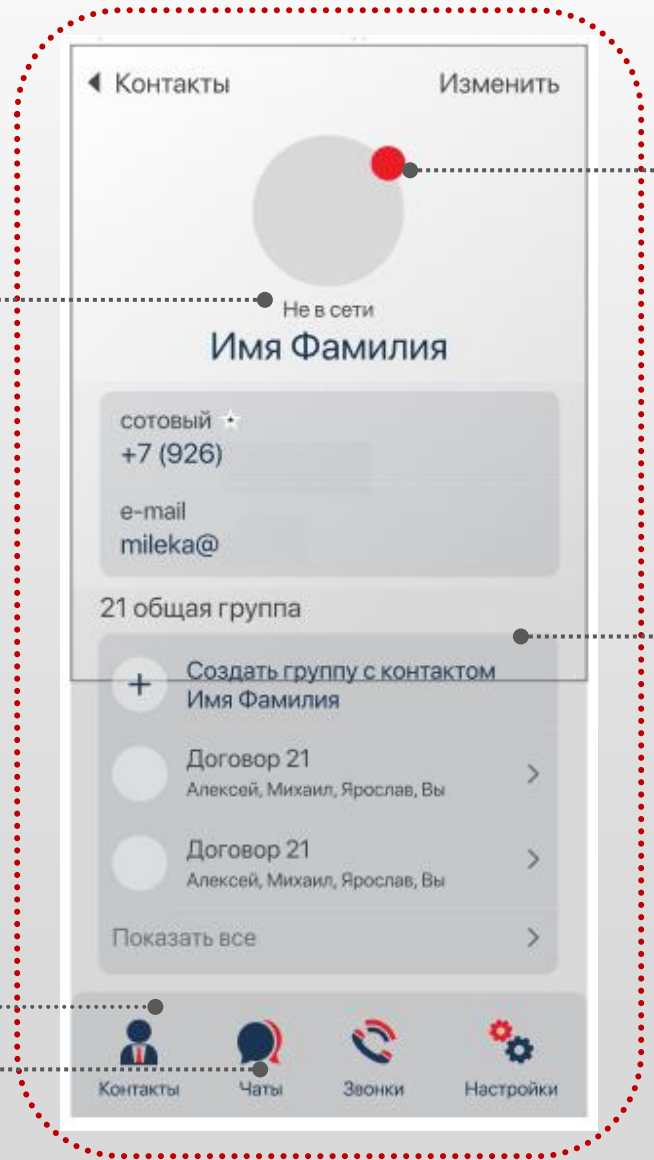 Контакты Изменить
Не в сети
Имя Фамилия
сотовый
+7 (926)
e-mail
mileka@
21 общая группа
+ Создать группу с контактом
Имя Фамилия
Договор 21
Алексей, Михаил, Ярослав, Вы
Договор 21
Алексей, Михаил, Ярослав, Вы
Показать все
Контакты Чаты Звонки Настройки